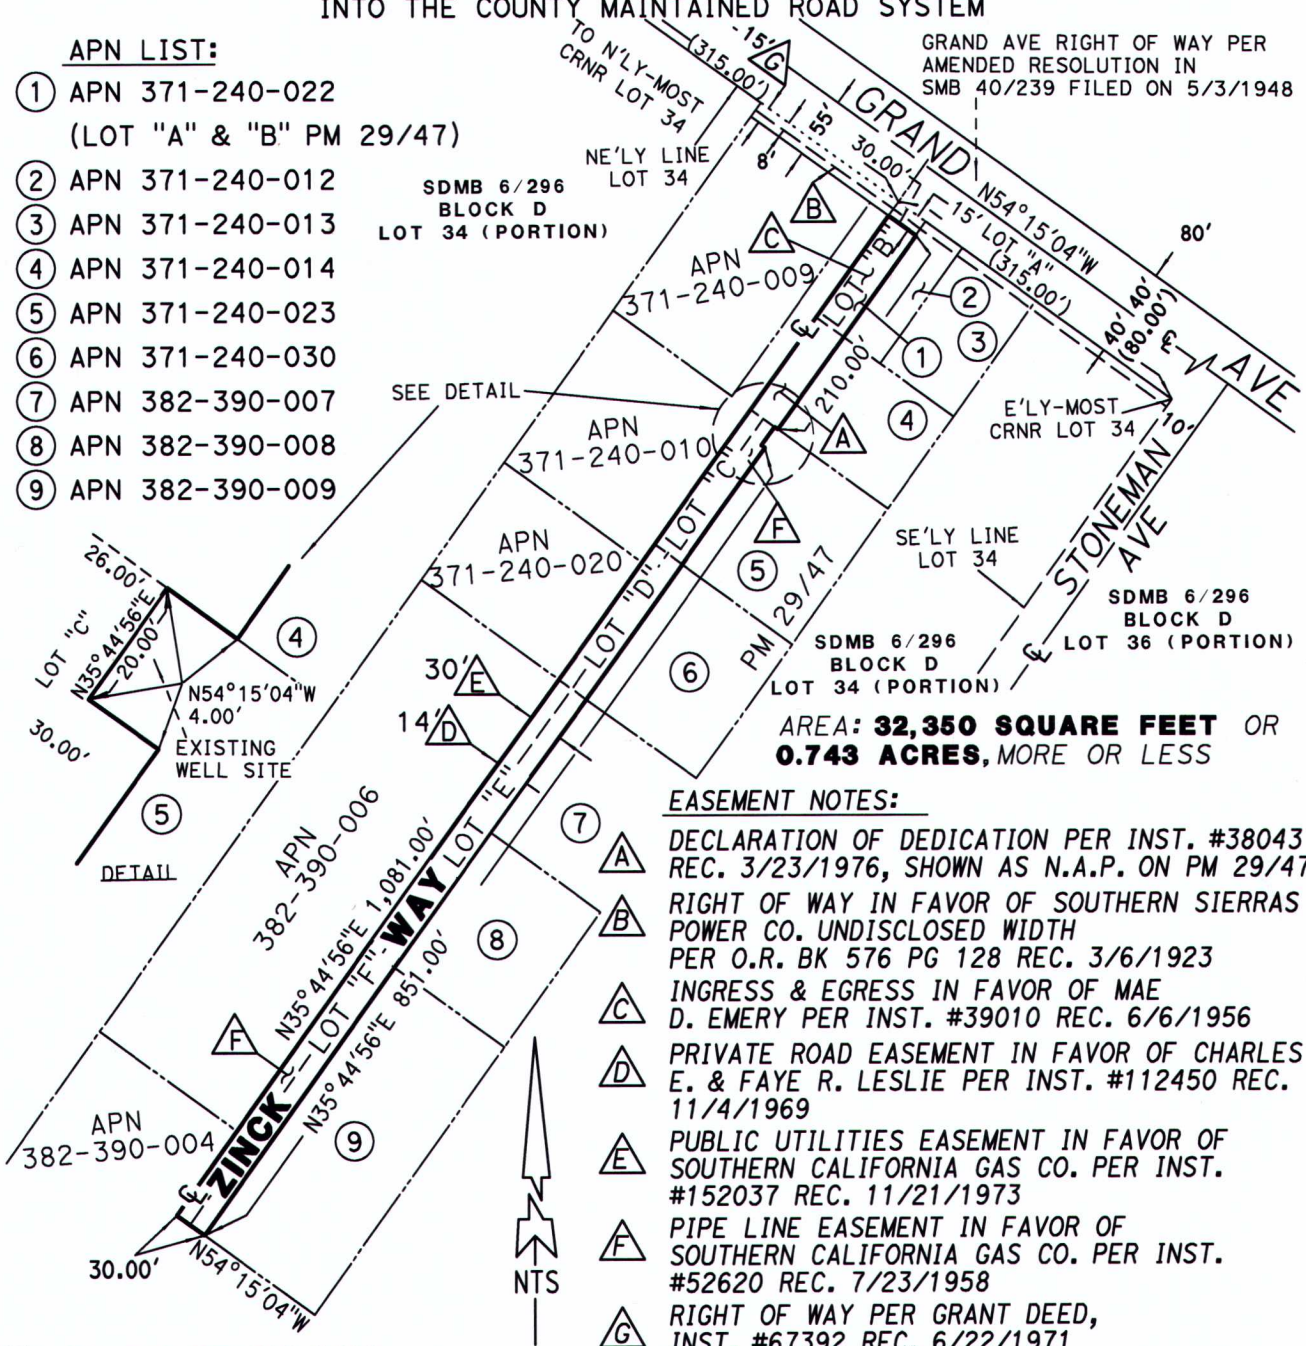 INTO THE COUNTY MAINTAINED ROAD SYSTEM
APN LIST:
1 APN 371-240-022
(LOT "A" & "B" PM 29/47)
2 APN 371-240-012
3 APN 371-240-013
4 APN 371-240-014
5 APN 371-240-023
6 APN 371-240-030
7 APN 382-390-007
8 APN 382-390-008
9 APN 382-390-009
TO N'LY-MOST
CRNR LOT 34
15'
(315.00')
G
GRAND AVE RIGHT OF WAY PER
AMENDED RESOLUTION IN
SMB 40/239 FILED ON 5/3/1948
GRAND AVE
55
30.00'
8'
NE'LY LINE
LOT 34
SDMB 6/296
BLOCK D
LOT 34 (PORTION)
B
C
N54°15'04"W
15' LOT "A"
(315.00')
80'
40' 40'
(80.00')
APN
371-240-009
LOT "B"
2
3
1
210.00'
4
A
SEE DETAIL
APN
371-240-010
LOT "C"
E'LY-MOST
CRNR LOT 34
10'
STONEMAN
AVE
F
5
APN
371-240-020
LOT "D"
PM 29/47
SE'LY LINE
LOT 34
SDMB 6/296
BLOCK D
LOT 36 (PORTION)
SDMB 6/296
BLOCK D
LOT 34 (PORTION)
6
26.00'
LOT "C"
N35°44'56"E
20.00'
4
N54°15'04"W
4.00'
30.00'
EXISTING
WELL SITE
5
DETAIL
30'
E
14'
D
LOT "E"
7
APN
382-390-006
N35°44'56"E 1,081.00'
ZINCK WAY
LOT "F"
N35°44'56"E 851.00'
8
F
9
APN
382-390-004
30.00'
N54°15'04"W
NTS
AREA: 32,350 SQUARE FEET OR
0.743 ACRES, MORE OR LESS
EASEMENT NOTES:
A DECLARATION OF DEDICATION PER INST. #38043
REC. 3/23/1976, SHOWN AS N.A.P. ON PM 29/47
B RIGHT OF WAY IN FAVOR OF SOUTHERN SIERRAS
POWER CO. UNDISCLOSED WIDTH
PER O.R. BK 576 PG 128 REC. 3/6/1923
C INGRESS & EGRESS IN FAVOR OF MAE
D. EMERY PER INST. #39010 REC. 6/6/1956
D PRIVATE ROAD EASEMENT IN FAVOR OF CHARLES
E. & FAYE R. LESLIE PER INST. #112450 REC.
11/4/1969
E PUBLIC UTILITIES EASEMENT IN FAVOR OF
SOUTHERN CALIFORNIA GAS CO. PER INST.
#152037 REC. 11/21/1973
F PIPE LINE EASEMENT IN FAVOR OF
SOUTHERN CALIFORNIA GAS CO. PER INST.
#52620 REC. 7/23/1958
G RIGHT OF WAY PER GRANT DEED,
INST. #67392 REC. 6/22/1971